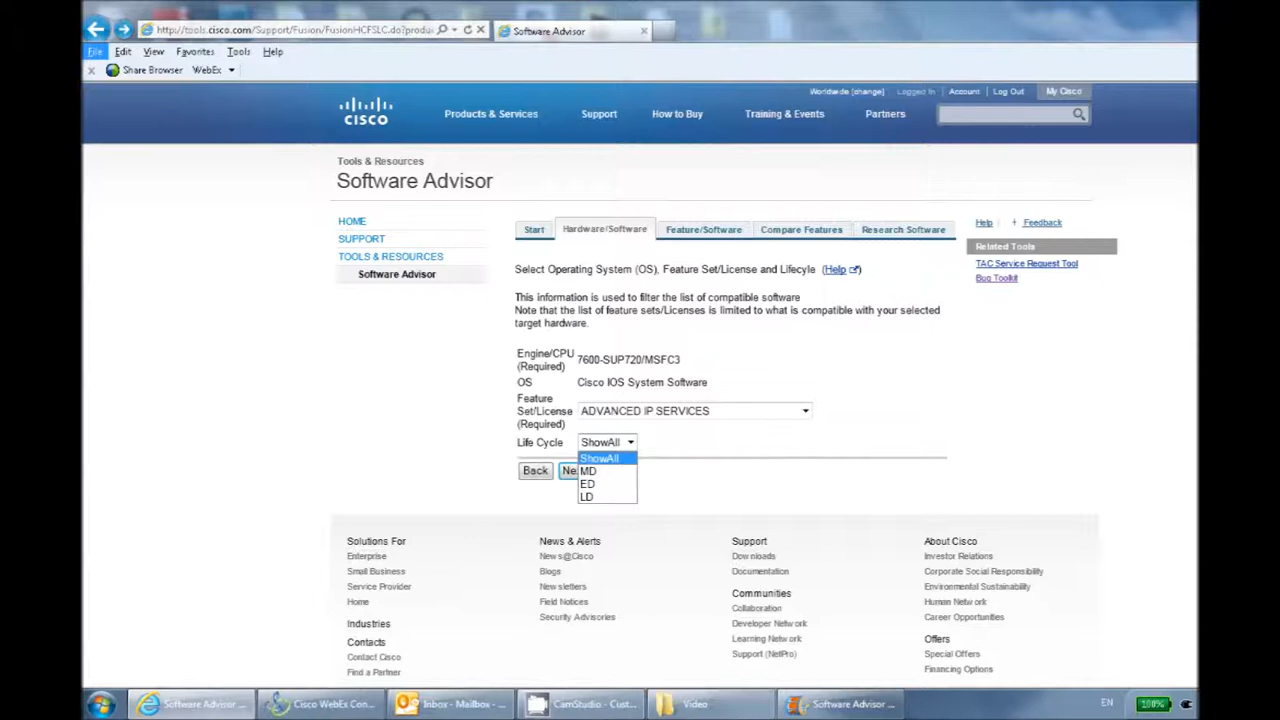 http://tools.cisco.com/Support/Fusion/FusionHCFSLC.do?produ
Software Advisor
File Edit View Favorites Tools Help
Share Browser WebEx
Worldwide [change] Logged In Account Log Out My Cisco
CISCO
Products & Services Support How to Buy Training & Events Partners
Tools & Resources
Software Advisor
HOME
SUPPORT
TOOLS & RESOURCES
Software Advisor
Start Hardware/Software Feature/Software Compare Features Research Software
Help + Feedback
Related Tools
TAC Service Request Tool
Bug Toolkit
Select Operating System (OS), Feature Set/License and Lifecyle (Help)
This information is used to filter the list of compatible software
Note that the list of feature sets/Licenses is limited to what is compatible with your selected
target hardware.
Engine/CPU
(Required)
7600-SUP720/MSFC3
OS Cisco IOS System Software
Feature
Set/License
(Required)
ADVANCED IP SERVICES
Life Cycle ShowAll
ShowAll
MD
ED
LD
Back Ne
Solutions For
Enterprise
Small Business
Service Provider
Home
Industries
Contacts
Contact Cisco
Find a Partner
News & Alerts
News@Cisco
Blogs
Newsletters
Field Notices
Security Advisories
Support
Downloads
Documentation
Communities
Collaboration
Developer Network
Learning Network
Support (NetPro)
About Cisco
Investor Relations
Corporate Social Responsibility
Environmental Sustainability
Human Network
Career Opportunities
Offers
Special Offers
Financing Options
Software Advisor ... Cisco WebEx Con... Inbox - Mailbox - ... CamStudio - Cust... Video Software Advisor ... EN 100%